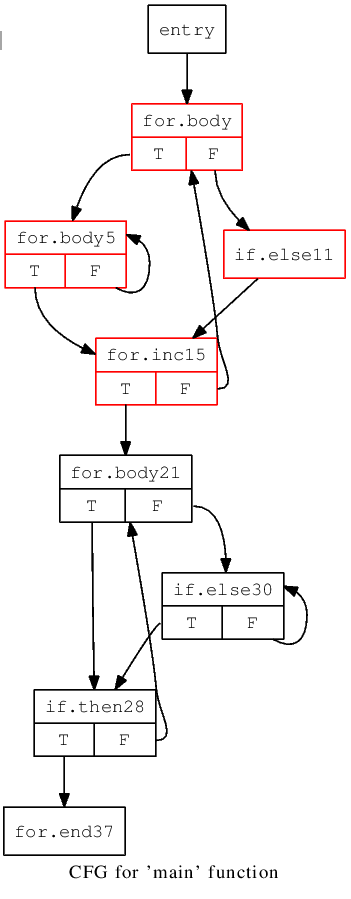 entry
for.body
T F
for.body5
T F
if.else11
for.inc15
T F
for.body21
T F
if.else30
T F
if.then28
T F
for.end37
CFG for 'main' function